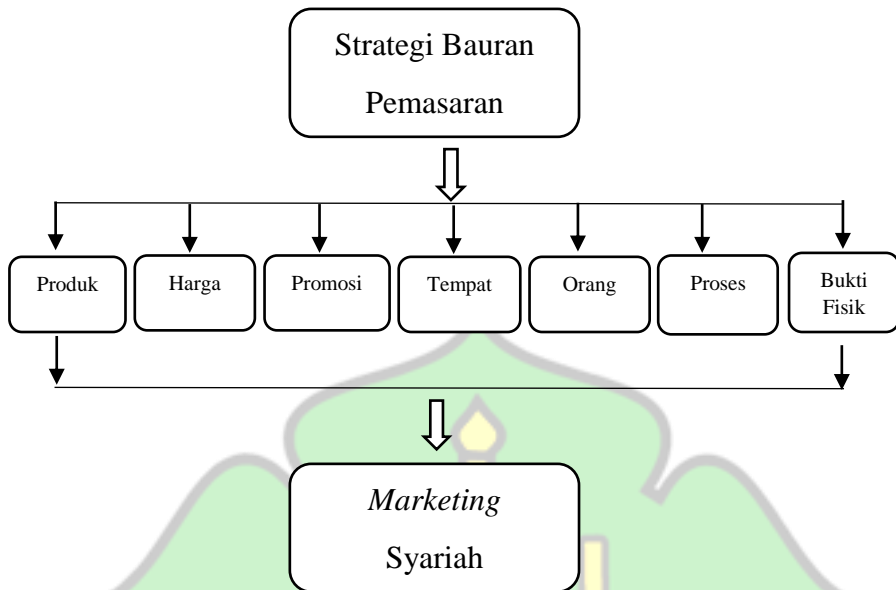 Strategi Bauran
Pemasaran
Produk
Harga
Promosi
Tempat
Orang
Proses
Bukti
Fisik
Marketing
Syariah